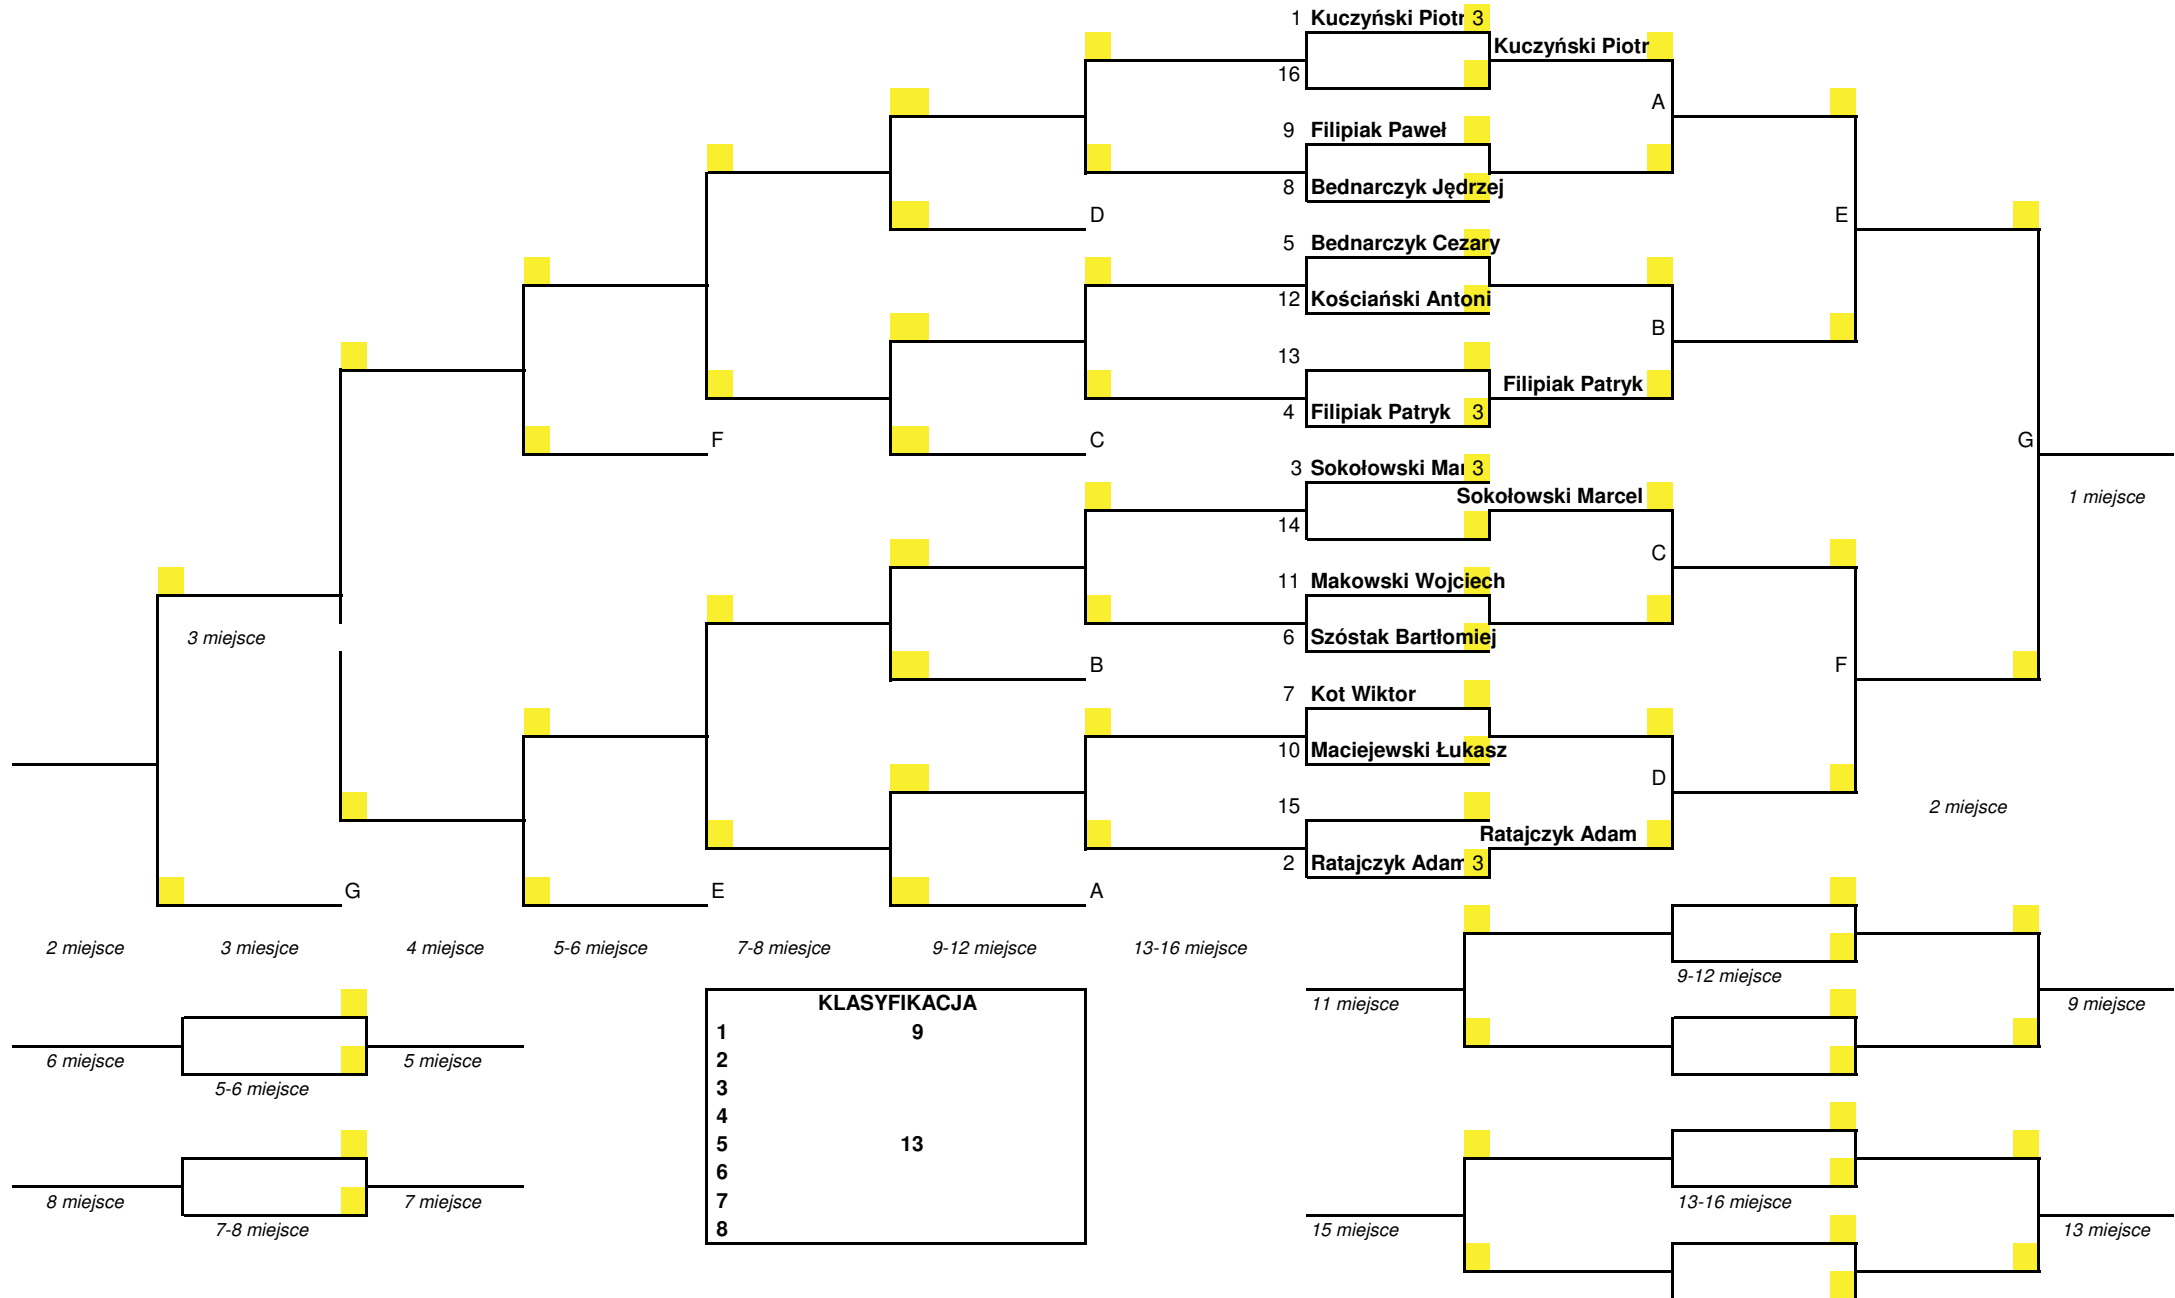 1 Kuczyński Piotr 3
Kuczyński Piotr
16
A
9 Filipiak Paweł
8 Bednarczyk Jędrzej
D
E
5 Bednarczyk Cezary
12 Kościański Antoni
B
13
Filipiak Patryk
4 Filipiak Patryk 3
F
C
G
3 Sokołowski Mar 3
Sokołowski Marcel
1 miejsce
14
C
11 Makowski Wojciech
3 miejsce
6 Szóstak Bartłomiej
B
F
7 Kot Wiktor
10 Maciejewski Łukasz
D
15
2 miejsce
Ratajczyk Adam
2 Ratajczyk Adam 3
G
E
A
2 miejsce 3 miesjce 4 miejsce 5-6 miejsce 7-8 miesjce 9-12 miejsce 13-16 miejsce
9-12 miejsce
11 miejsce
9 miejsce
KLASYFIKACJA
1 9
2
3
4
5 13
6
7
8
6 miejsce
5 miejsce
5-6 miejsce
8 miejsce
7 miejsce
7-8 miejsce
13-16 miejsce
15 miejsce
13 miejsce